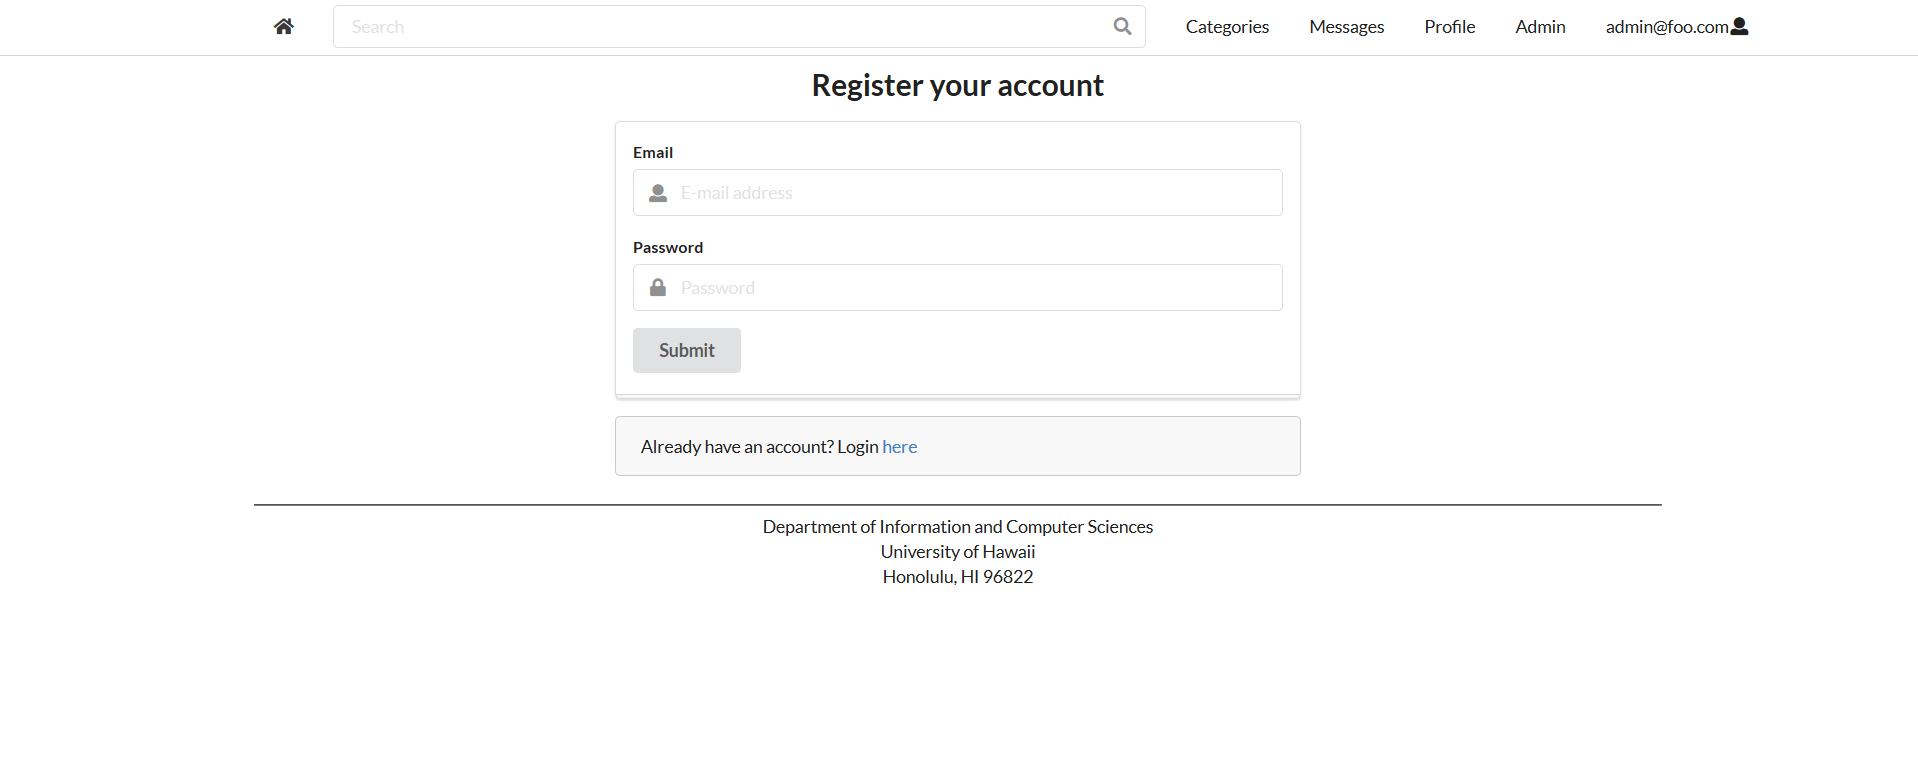 Search Categories Messages Profile Admin admin@foo.com
Register your account
Email
E-mail address
Password
Password
Submit
Already have an account? Login here
Department of Information and Computer Sciences
University of Hawaii
Honolulu, HI 96822